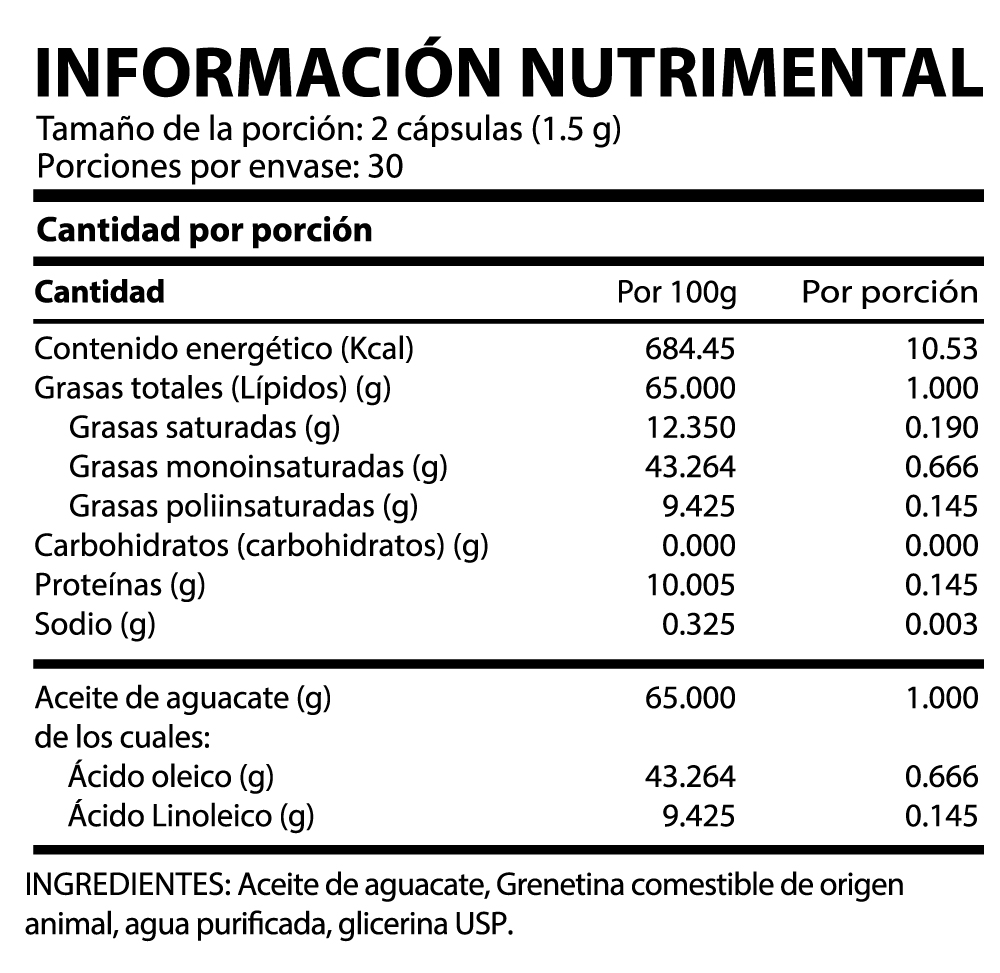 INFORMACIÓN NUTRIMENTAL
Tamaño de la porción: 2 cápsulas (1.5 g)
Porciones por envase: 30
Cantidad por porción
Cantidad Por 100g Por porción
Contenido energético (Kcal) 684.45 10.53
Grasas totales (Lípidos) (g) 65.000 1.000
Grasas saturadas (g) 12.350 0.190
Grasas monoinsaturadas (g) 43.264 0.666
Grasas poliinsaturadas (g) 9.425 0.145
Carbohidratos (carbohidratos) (g) 0.000 0.000
Proteínas (g) 10.005 0.145
Sodio (g) 0.325 0.003
Aceite de aguacate (g) 65.000 1.000
de los cuales:
Ácido oleico (g) 43.264 0.666
Ácido Linoleico (g) 9.425 0.145
INGREDIENTES: Aceite de aguacate, Grenetina comestible de origen
animal, agua purificada, glicerina USP.